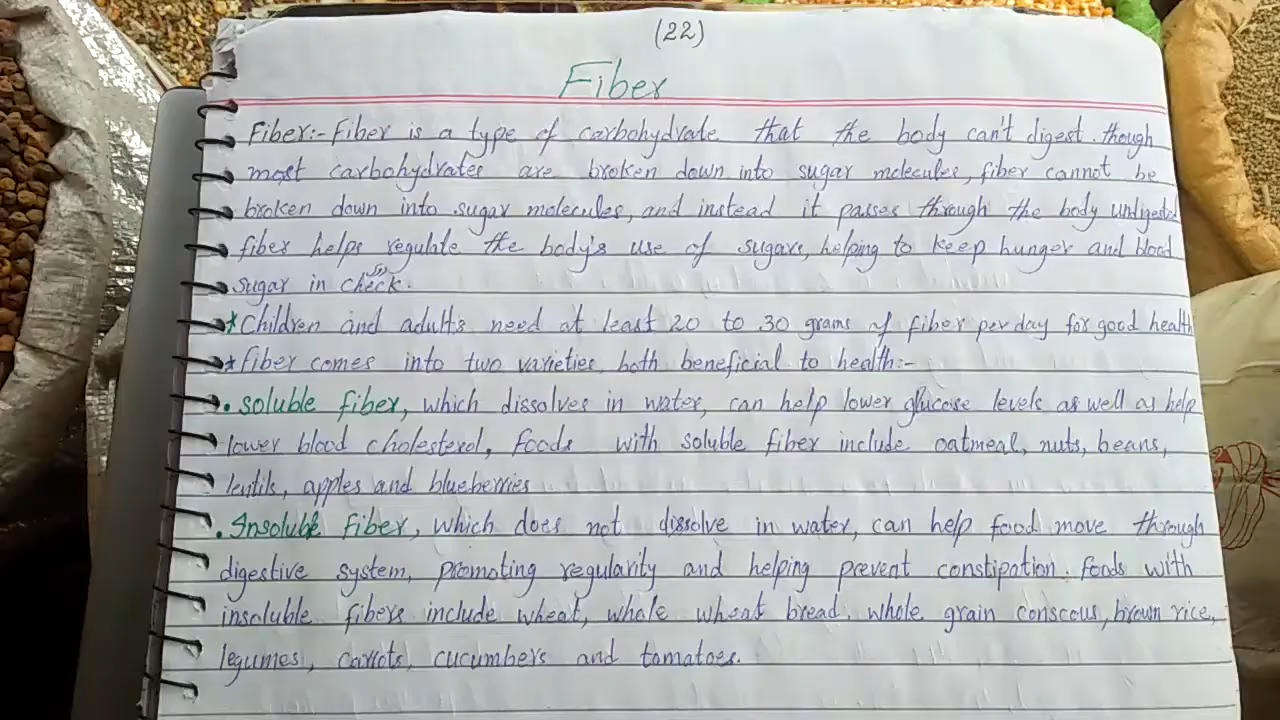 (22)
Fiber
Fiber:- Fiber is a type of carbohydrate that the body can't digest. though
most carbohydrates are broken down into sugar molecules, fiber cannot be
broken down into sugar molecules, and instead it passes through the body undigested
fiber helps regulate the body's use of sugars, helping to keep hunger and blood
sugar in check.
*Children and adults need at least 20 to 30 grams of fiber per day for good health
*fiber comes into two varieties both beneficial to health:-
• soluble fiber, which dissolves in water, can help lower glucose levels as well as help
lower blood cholesterol, Foods with soluble fiber include oatmeal, nuts, beans,
lentils, apples and blueberries
• Insoluble Fiber, which does not dissolve in water, can help food move through
digestive system, promoting regularity and helping prevent constipation. Foods with
insoluble fibers include wheat, whole wheat bread, whole grain conscous, brown rice,
legumes, carrots, cucumbers and tomatoes.